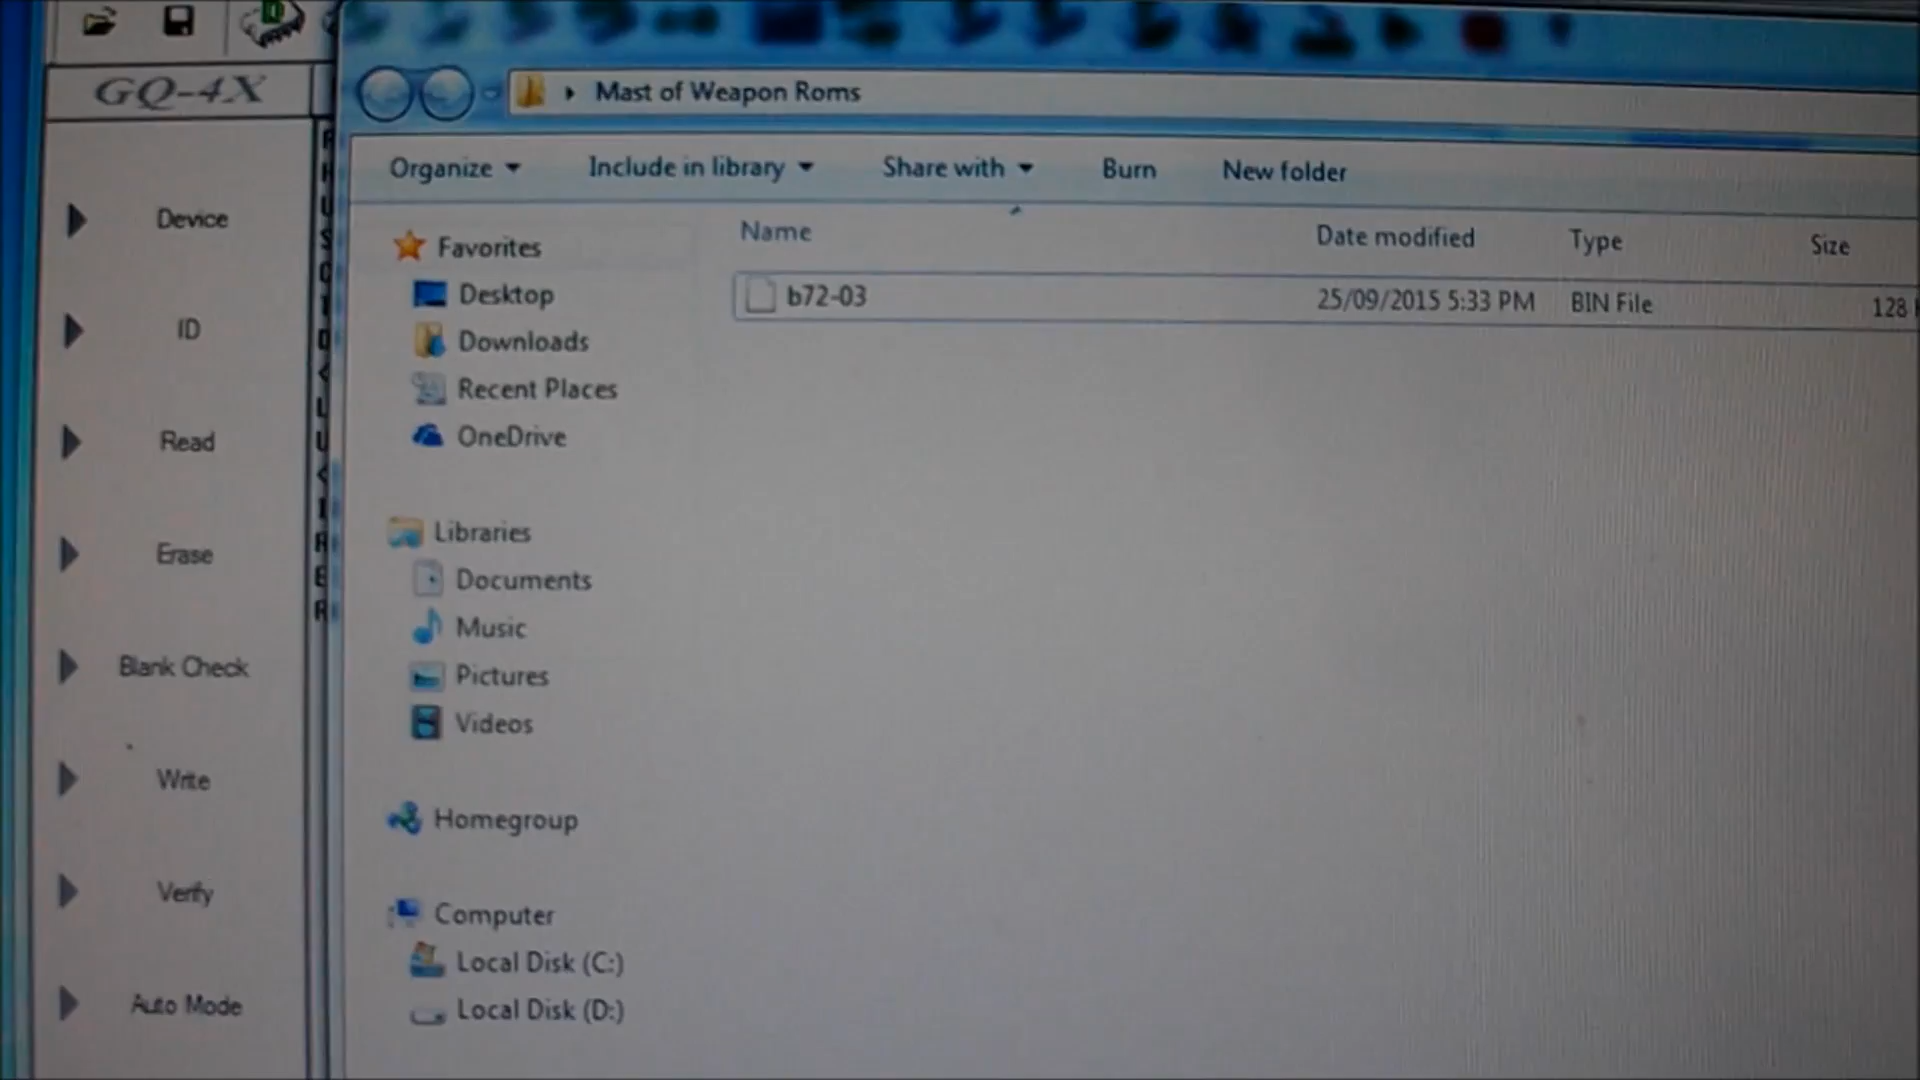 GQ-4X
Mast of Weapon Roms
Organize
Include in library
Share with
Burn
New folder
Device
ID
Read
Erase
Blank Check
Write
Verify
Auto Mode
Favorites
Desktop
Downloads
Recent Places
OneDrive
Libraries
Documents
Music
Pictures
Videos
Homegroup
Computer
Local Disk (C:)
Local Disk (D:)
Name Date modified Type Size
b72-03 25/09/2015 5:33 PM BIN File 128